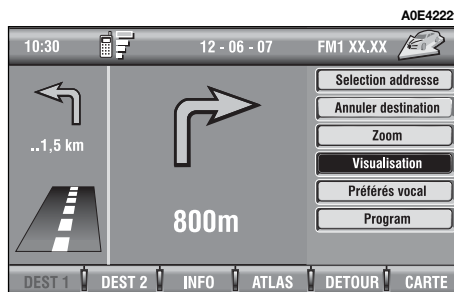 A0E4222
10:30 12 - 06 - 07 FM1 XX,XX
Selection addresse
Annuler destination
Zoom
Visualisation
Préférés vocal
Program
..1,5 km
800m
DEST 1 DEST 2 INFO ATLAS DETOUR CARTE